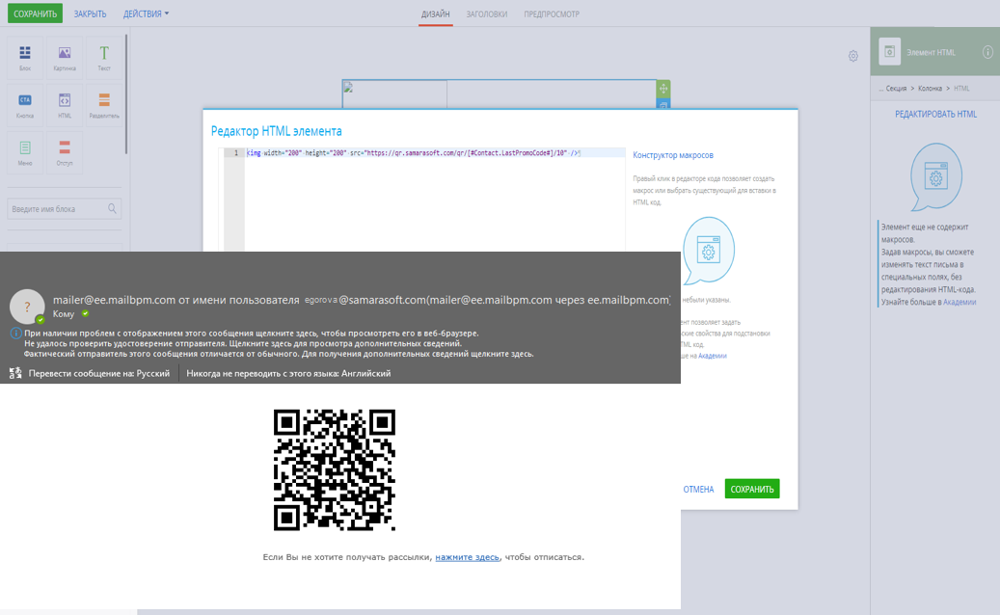 СОХРАНИТЬ ЗАКРЫТЬ ДЕЙСТВИЯ ДИЗАЙН ЗАГОЛОВКИ ПРЕДПРОСМОТР
Блок Картинка Текст
CTA
Кнопка HTML Разделитель
Меню Отступ
Введите имя блока
Элемент HTML
... Секция > Колонка > HTML
РЕДАКТИРОВАТЬ HTML
Элемент еще не содержит
макросов.
Задав макросы, вы сможете
изменять текст письма в
специальных полях, без
редактирования HTML-кода.
Узнайте больше в Академии
Редактор HTML элемента
1 <img width="200" height="200" src="https://qr.samarasoft.com/qr/[#Contact.LastPromoCode#]/10" />
Конструктор макросов
Правый клик в редакторе кода позволяет создать
макрос или выбрать существующий для вставки в
HTML код.
небыли указаны.
ент позволяет задать
ские свойства для подстановки
TML код.
ше на Академии
ОТМЕНА СОХРАНИТЬ
?
mailer@ee.mailbpm.com от имени пользователя egorova@samarasoft.com(mailer@ee.mailbpm.com через ee.mailbpm.com)
Кому
При наличии проблем с отображением этого сообщения щелкните здесь, чтобы просмотреть его в веб-браузере.
Не удалось проверить удостоверение отправителя. Щелкните здесь для просмотра дополнительных сведений.
Фактический отправитель этого сообщения отличается от обычного. Для получения дополнительных сведений щелкните здесь.
Перевести сообщение на: Русский Никогда не переводить с этого языка: Английский
Если Вы не хотите получать рассылки, нажмите здесь, чтобы отписаться.